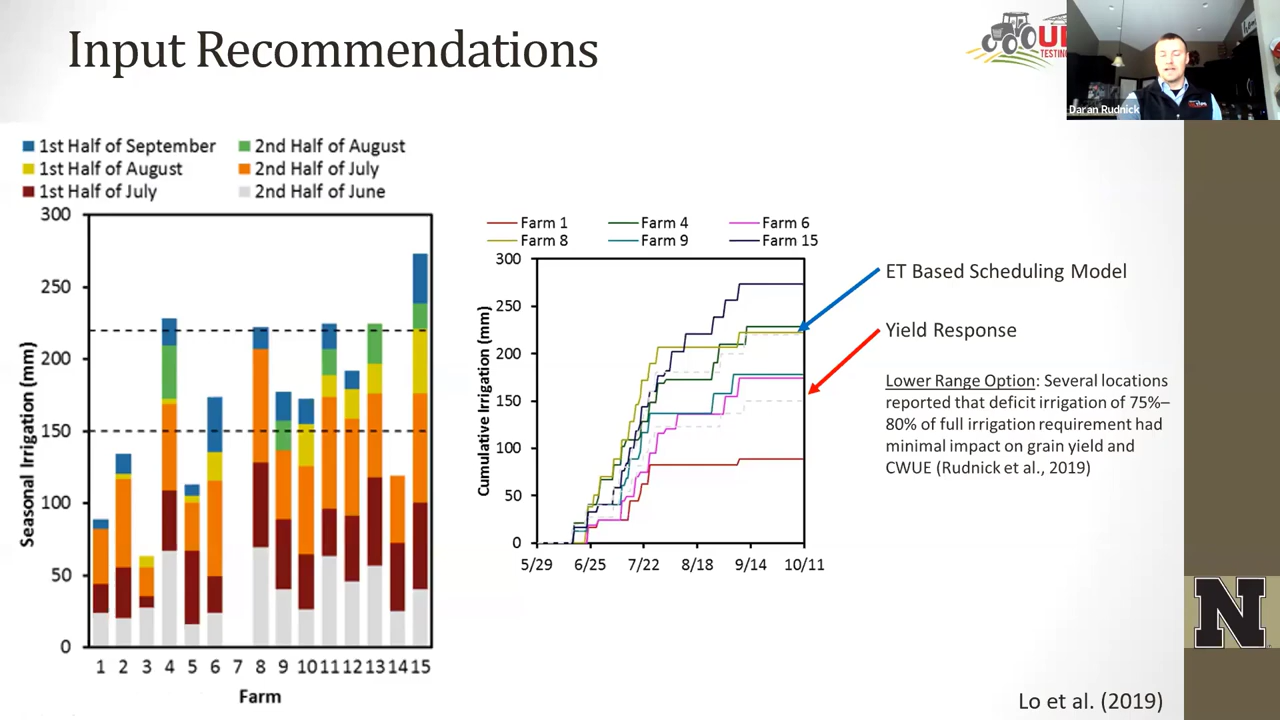 Input Recommendations
TESTING
Daran Rudnick
1st Half of September
2nd Half of August
1st Half of August
2nd Half of July
1st Half of July
2nd Half of June
300
250
200
150
100
50
0
Seasonal Irrigation (mm)
1 2 3 4 5 6 7 8 9 10 11 12 13 14 15
Farm
Farm 1
Farm 4
Farm 6
Farm 8
Farm 9
Farm 15
300
250
200
150
100
50
0
Cumulative Irrigation (mm)
5/29 6/25 7/22 8/18 9/14 10/11
ET Based Scheduling Model
Yield Response
Lower Range Option: Several locations
reported that deficit irrigation of 75%–
80% of full irrigation requirement had
minimal impact on grain yield and
CWUE (Rudnick et al., 2019)
N
Lo et al. (2019)